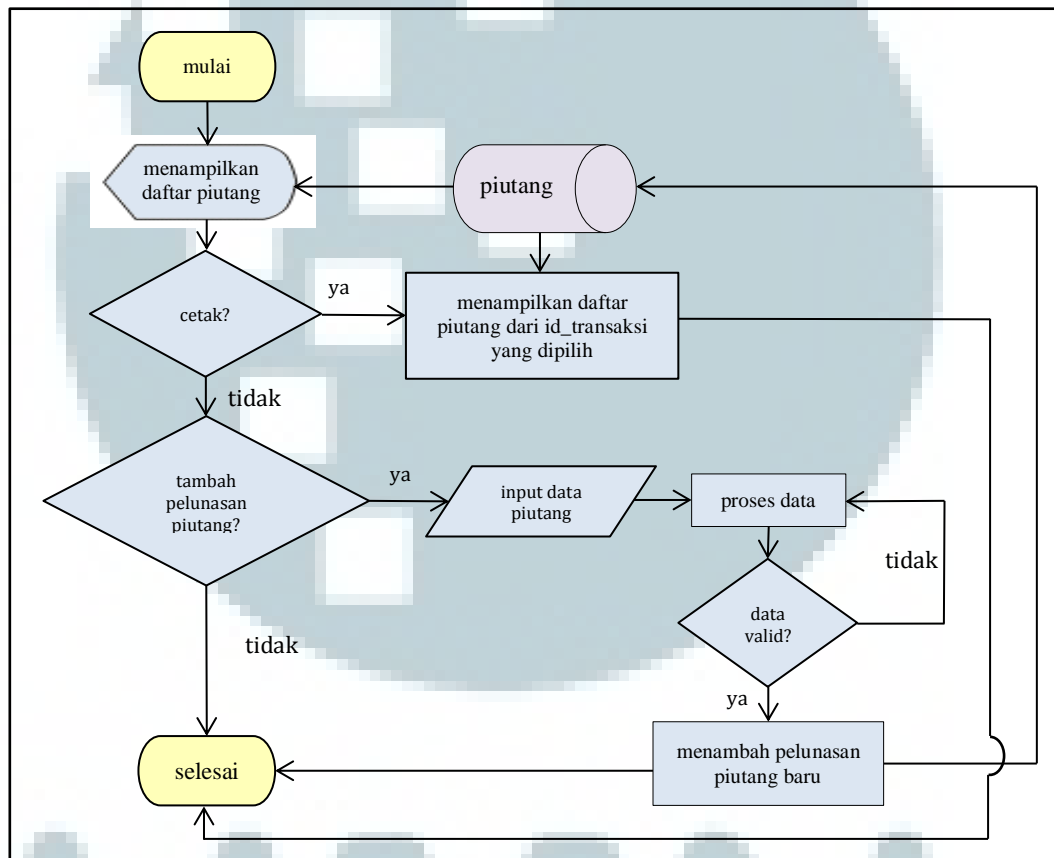 mulai
menampilkan
daftar piutang
piutang
cetak?
ya
menampilkan daftar
piutang dari id_transaksi
yang dipilih
tidak
tambah
pelunasan
piutang?
ya
input data
piutang
proses data
tidak
data
valid?
tidak
ya
menambah pelunasan
piutang baru
selesai